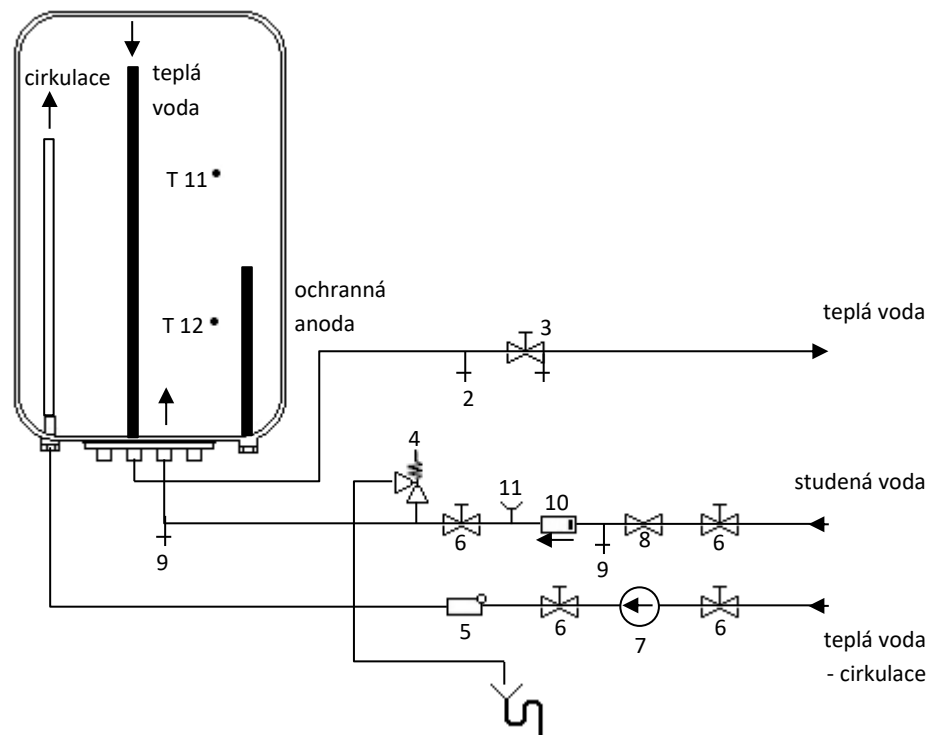 cirkulace
teplá
voda
T 11
T 12
ochranná
anoda
teplá voda
3
2
4
studená voda
11
10
6
8
6
9
9
5
6
7
6
teplá voda
- cirkulace